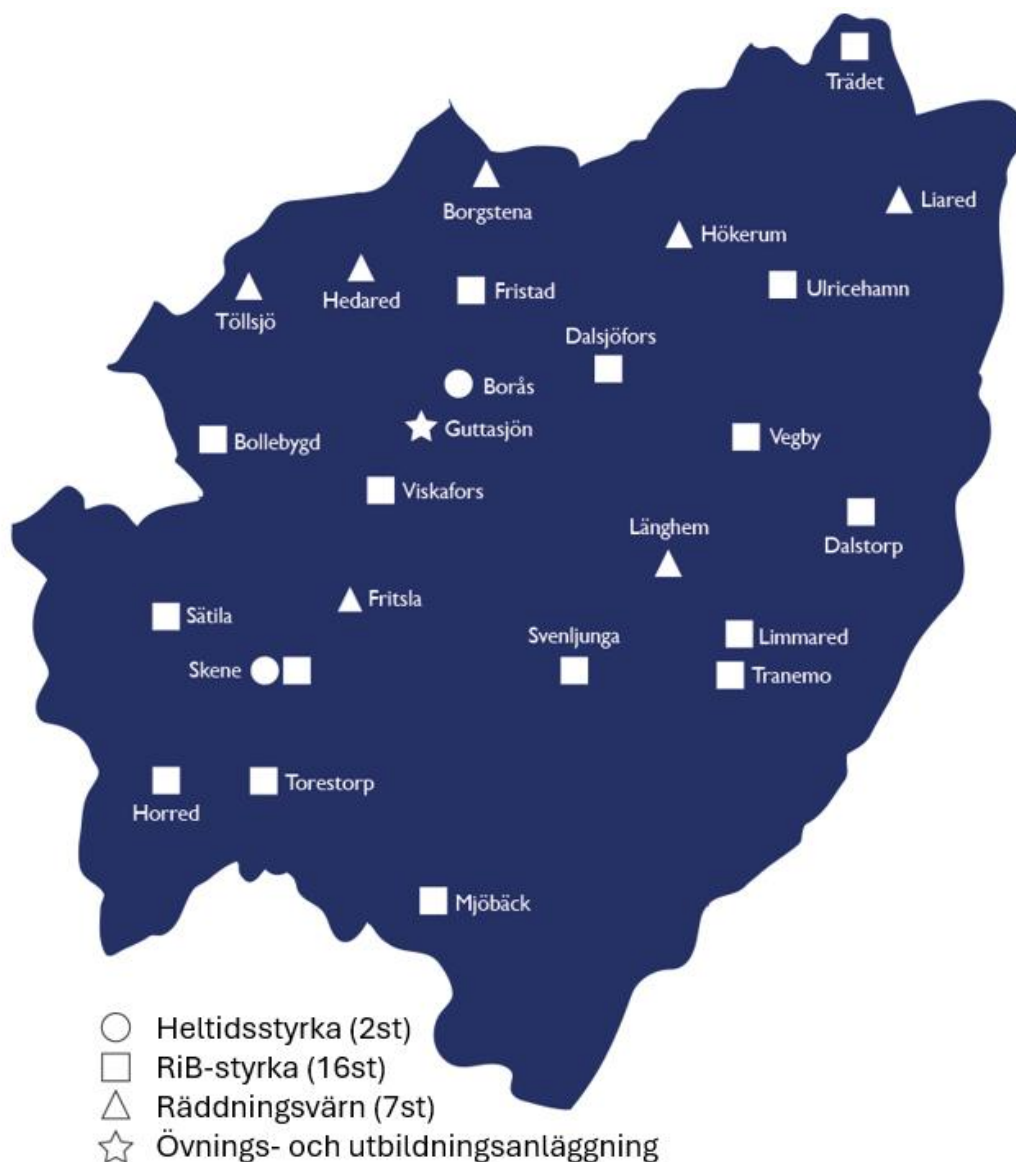 Trädet
Liared
Borgstena
Hökerum
Hedared
Fristad
Ulricehamn
Töllsjö
Dalsjöfors
Borås
Guttasjön
Bollebygd
Vegby
Viskafors
Länghem
Dalstorp
Fritsla
Sätila
Svenljunga
Limmared
Skene
Tranemo
Horred
Torestorp
Mjöbäck
Heltidsstyrka (2st)
RiB-styrka (16st)
Räddningsvärn (7st)
Övnings- och utbildningsanläggning